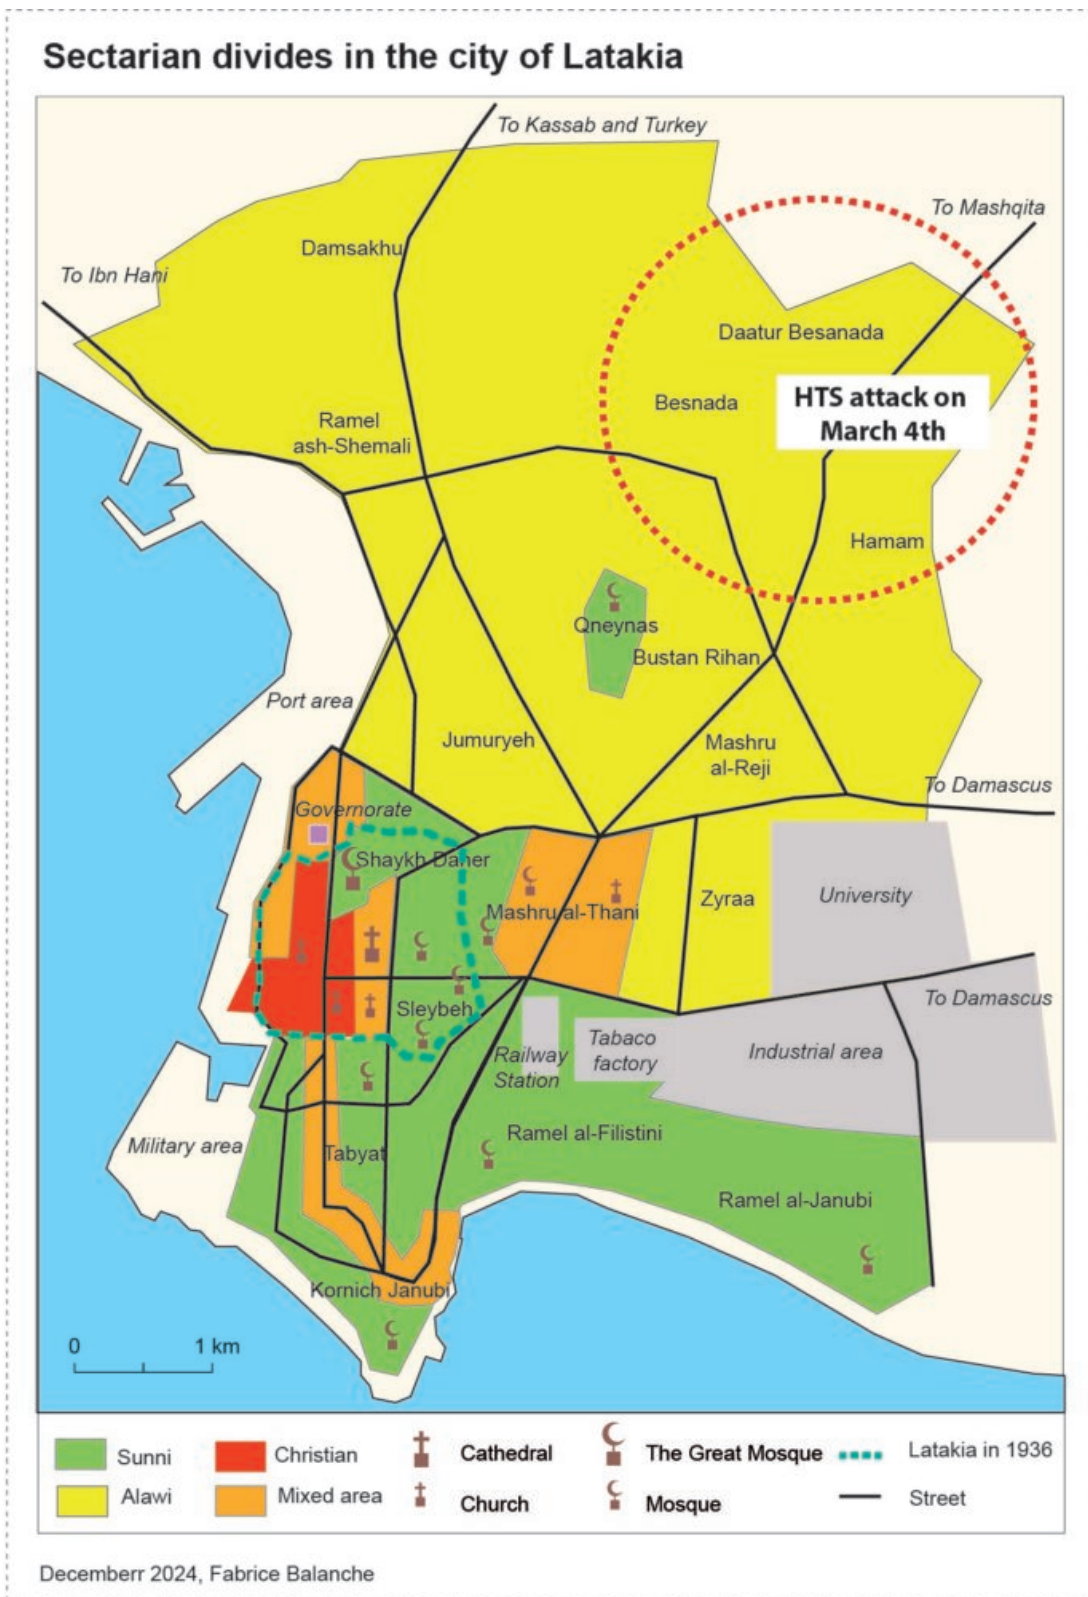 Sectarian divides in the city of Latakia
To Kassab and Turkey
To Mashqita
Damsakhu
To Ibn Hani
Daatur Besanada
Besnada
HTS attack on
March 4th
Ramel
ash-Shemali
Hamam
Qneynas
Bustan Rihan
Port area
Jumuryeh
Mashru
al-Reji
To Damascus
Governorate
Shaykh Daher
Mashru al-Thani
Zyraa
University
Sleybeh
To Damascus
Railway
Station
Tabaco
factory
Industrial area
Military area
Tabyat
Ramel al-Filistini
Ramel al-Janubi
Kornich Janubi
0 1 km
Sunni
Christian
Cathedral
The Great Mosque
Latakia in 1936
Alawi
Mixed area
Church
Mosque
Street
Decemberr 2024, Fabrice Balanche